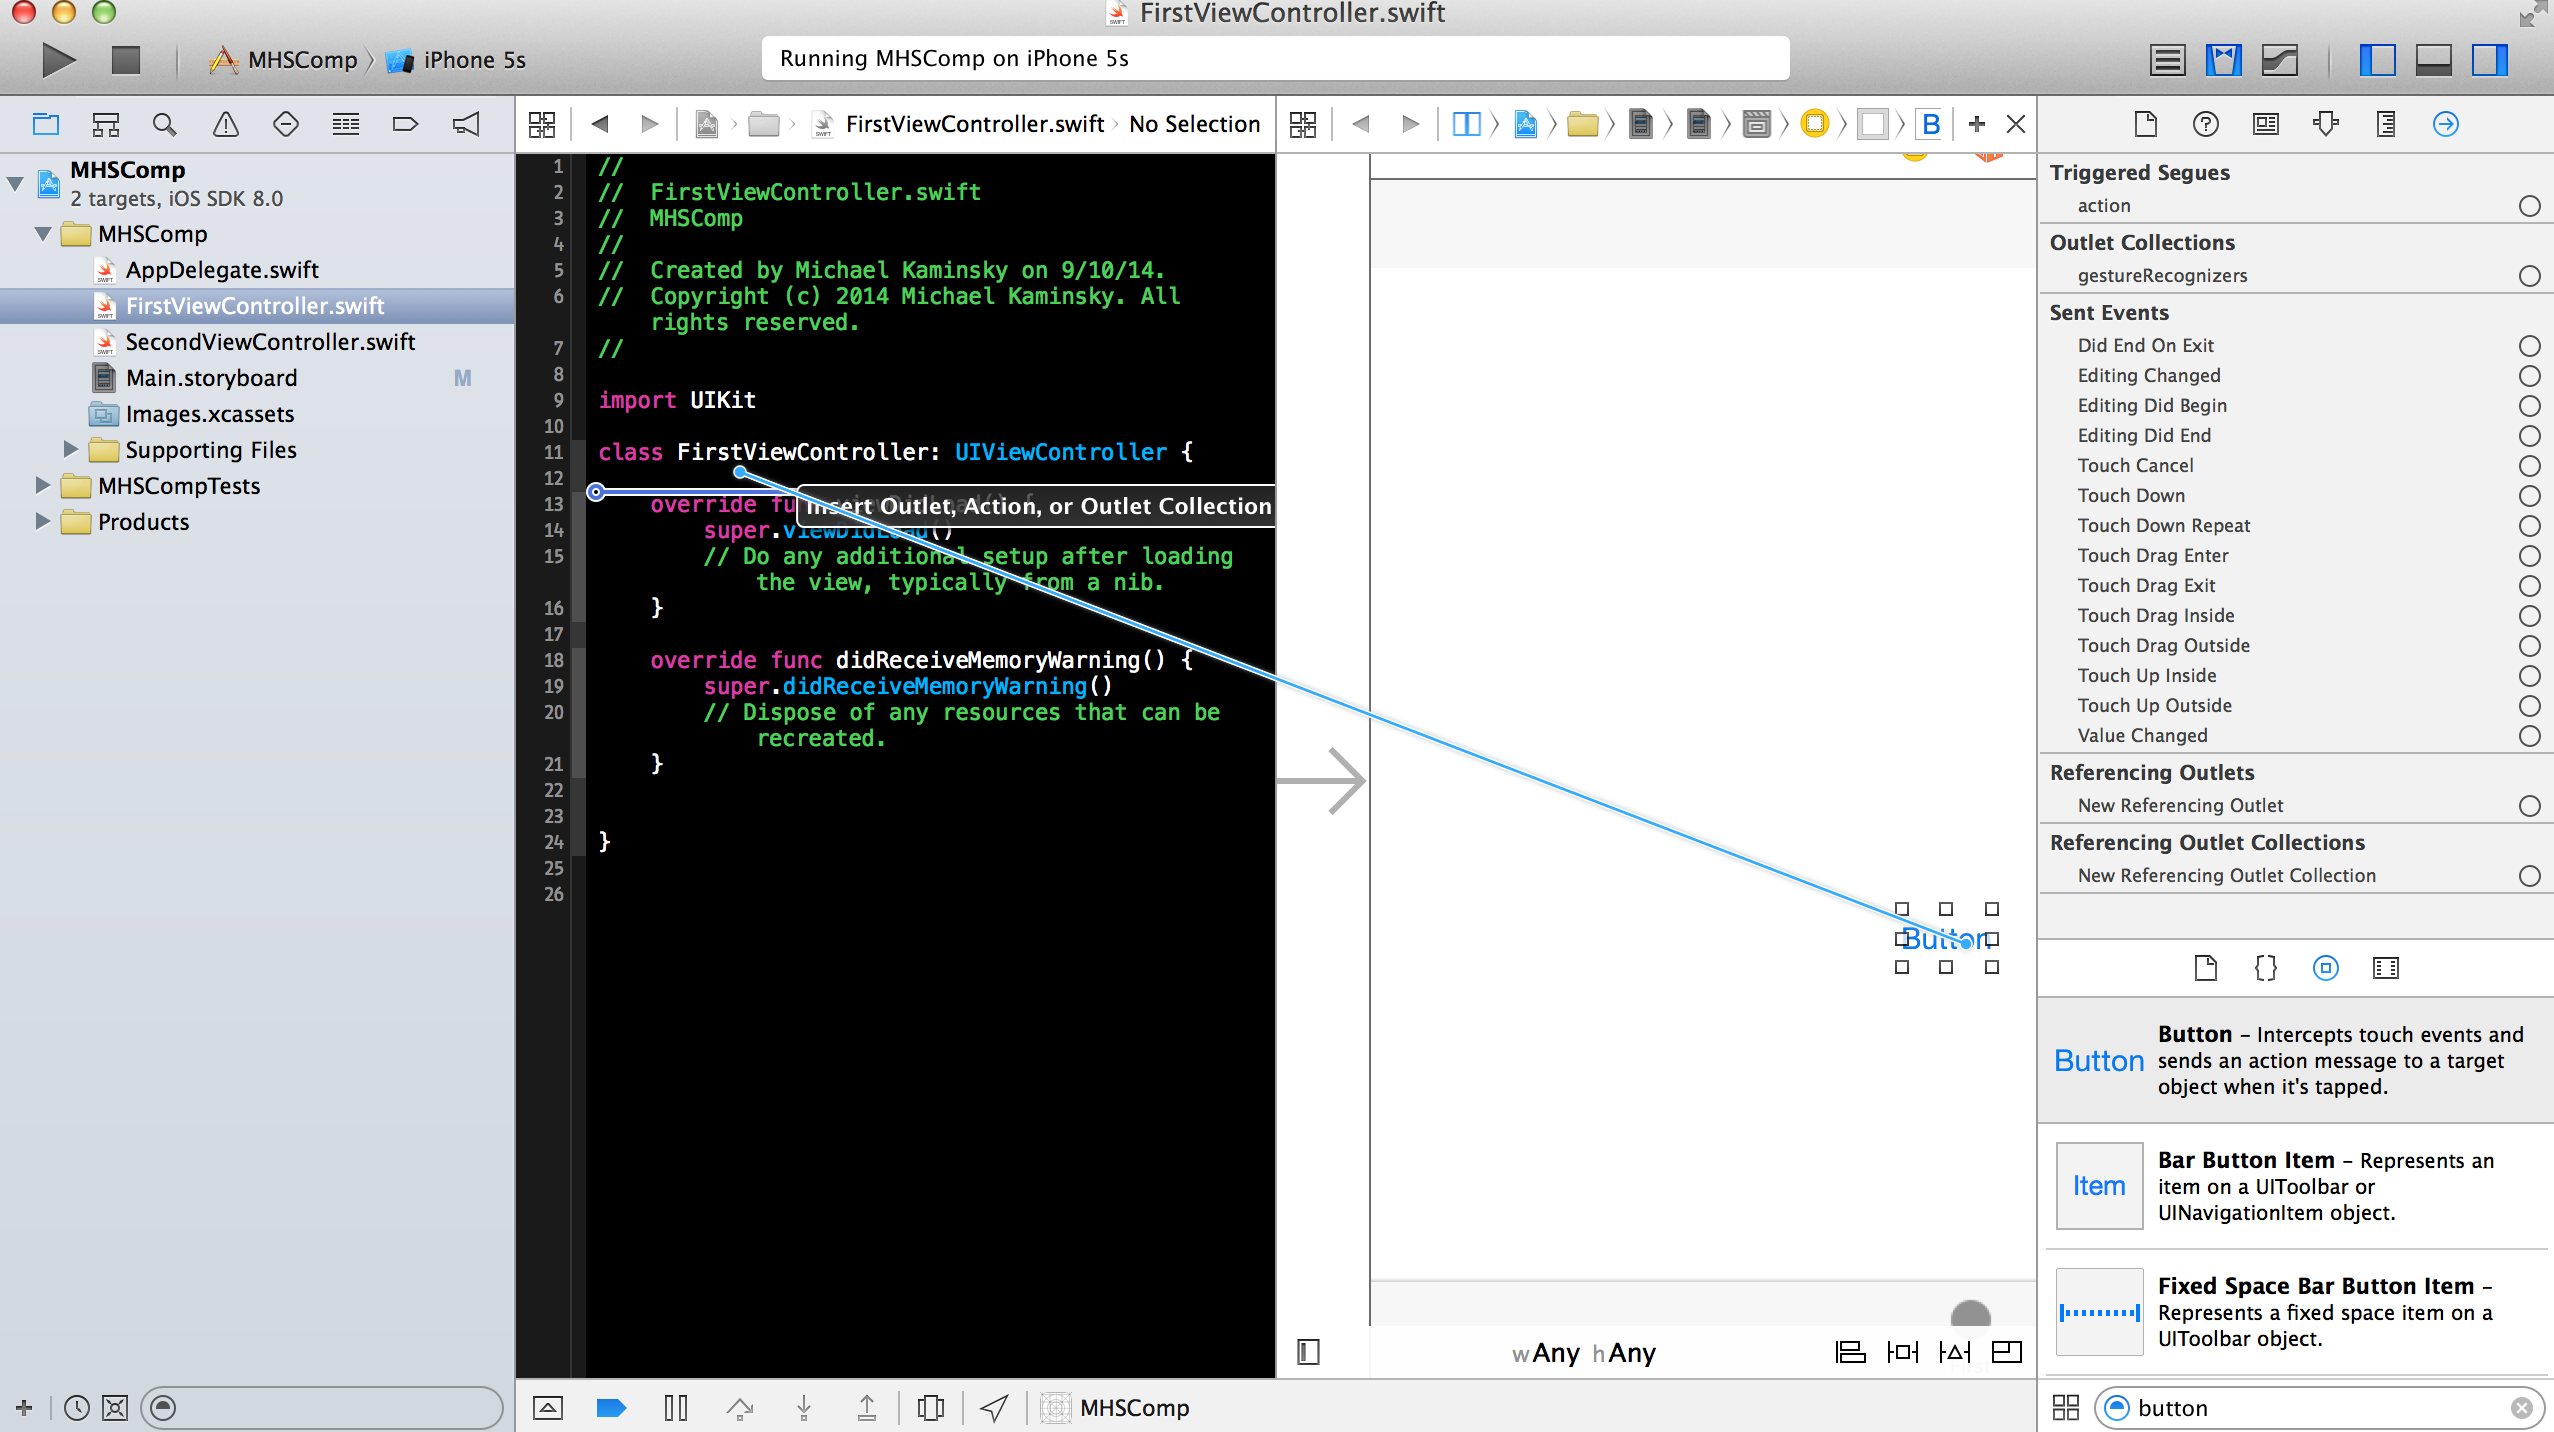 FirstViewController.swift
MHSComp
iPhone 5s
Running MHSComp on iPhone 5s
FirstViewController.swift
No Selection
B
MHSComp
2 targets, iOS SDK 8.0
MHSComp
AppDelegate.swift
FirstViewController.swift
SecondViewController.swift
Main.storyboard M
Images.xcassets
Supporting Files
MHSCompTests
Products
1 //
2 //  FirstViewController.swift
3 //  MHSComp
4 //
5 //  Created by Michael Kaminsky on 9/10/14.
6 //  Copyright (c) 2014 Michael Kaminsky. All
rights reserved.
7 //
8
9 import UIKit
10
11 class FirstViewController: UIViewController {
12
13 override func viewDidLoad() {
Insert Outlet, Action, or Outlet Collection
14 super.viewDidLoad()
15 // Do any additional setup after loading
the view, typically from a nib.
16 }
17
18 override func didReceiveMemoryWarning() {
19 super.didReceiveMemoryWarning()
20 // Dispose of any resources that can be
recreated.
21 }
22
23
24 }
25
26
Button
wAny hAny
MHSComp
Triggered Segues
action
Outlet Collections
gestureRecognizers
Sent Events
Did End On Exit
Editing Changed
Editing Did Begin
Editing Did End
Touch Cancel
Touch Down
Touch Down Repeat
Touch Drag Enter
Touch Drag Exit
Touch Drag Inside
Touch Drag Outside
Touch Up Inside
Touch Up Outside
Value Changed
Referencing Outlets
New Referencing Outlet
Referencing Outlet Collections
New Referencing Outlet Collection
Button
Button – Intercepts touch events and
sends an action message to a target
object when it's tapped.
Item
Bar Button Item – Represents an
item on a UIToolbar or
UINavigationItem object.
Fixed Space Bar Button Item –
Represents a fixed space item on a
UIToolbar object.
button